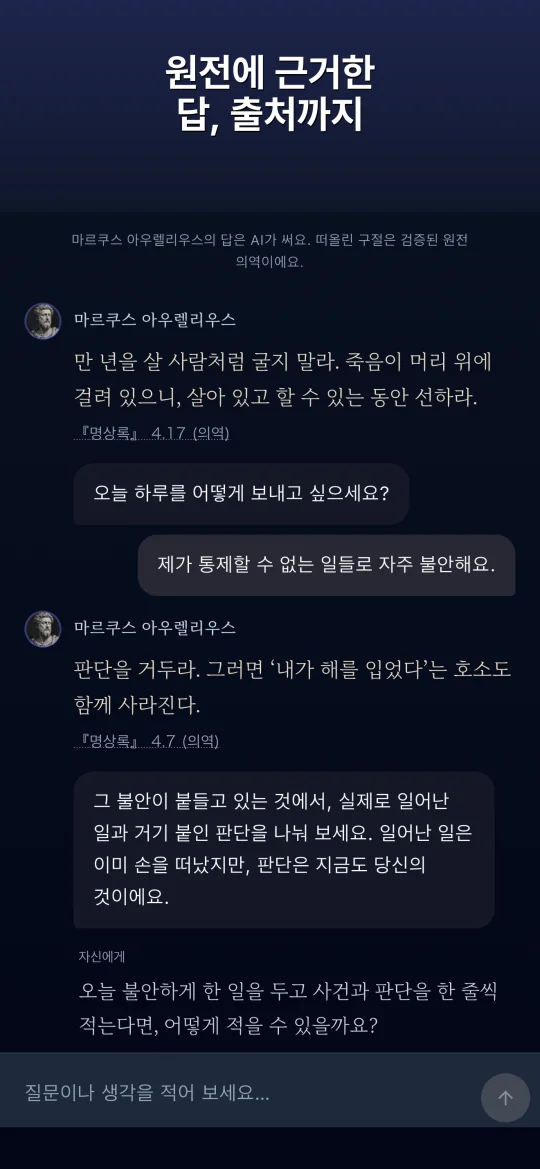 원전에 근거한
답, 출처까지
마르쿠스 아우렐리우스의 답은 AI가 써요. 떠올린 구절은 검증된 원전
의역이에요.
마르쿠스 아우렐리우스
만 년을 살 사람처럼 굴지 말라. 죽음이 머리 위에
걸려 있으니, 살아 있고 할 수 있는 동안 선하라.
『명상록』 4.17 (의역)
오늘 하루를 어떻게 보내고 싶으세요?
제가 통제할 수 없는 일들로 자주 불안해요.
마르쿠스 아우렐리우스
판단을 거두라. 그러면 ‘내가 해를 입었다’는 호소도
함께 사라진다.
『명상록』 4.7 (의역)
그 불안이 붙들고 있는 것에서, 실제로 일어난
일과 거기 붙인 판단을 나눠 보세요. 일어난 일은
이미 손을 떠났지만, 판단은 지금도 당신의
것이에요.
자신에게
오늘 불안하게 한 일을 두고 사건과 판단을 한 줄씩
적는다면, 어떻게 적을 수 있을까요?
질문이나 생각을 적어 보세요...